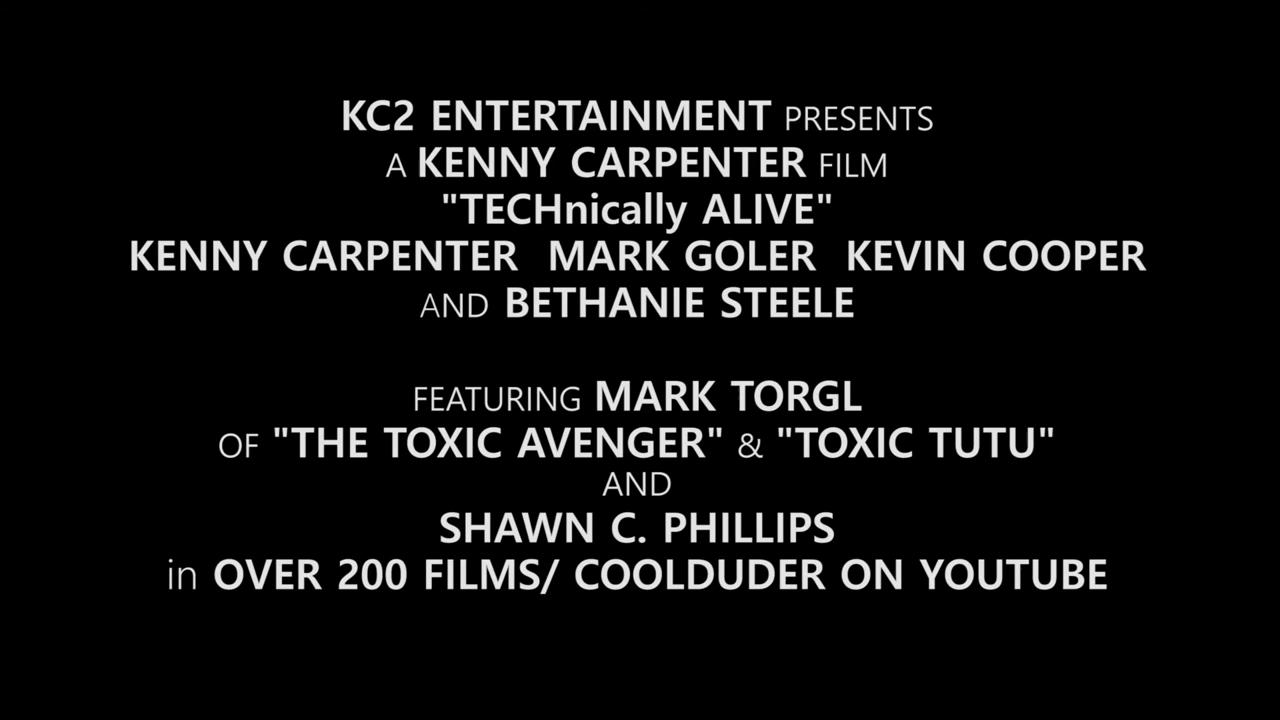 KC2 ENTERTAINMENT PRESENTS
A KENNY CARPENTER FILM
"TECHnically ALIVE"
KENNY CARPENTER MARK GOLER KEVIN COOPER
AND BETHANIE STEELE
FEATURING MARK TORGL
OF "THE TOXIC AVENGER" & "TOXIC TUTU"
AND
SHAWN C. PHILLIPS
in OVER 200 FILMS/ COOLDUDER ON YOUTUBE